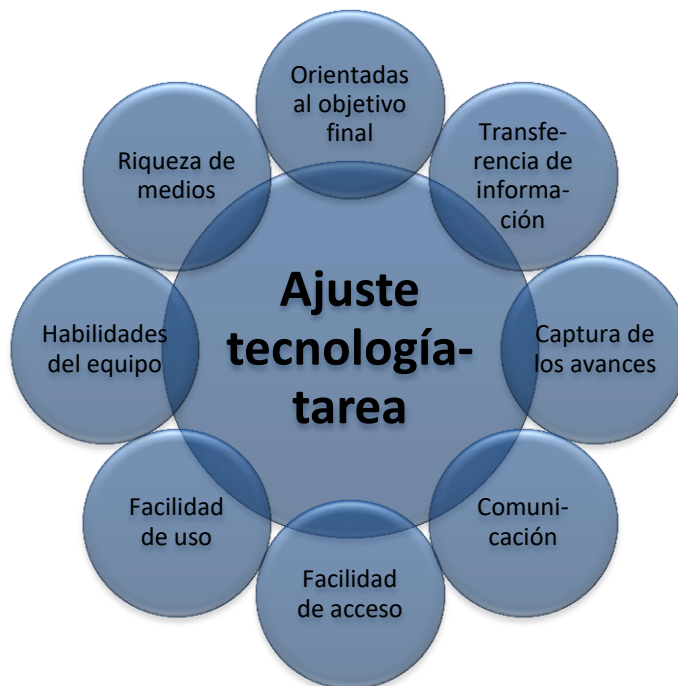 Orientadas
al objetivo
final
Transfe-
rencia de
informa-
ción
Captura de
los avances
Comuni-
cación
Facilidad
de acceso
Facilidad
de uso
Habilidades
del equipo
Riqueza de
medios
Ajuste
tecnología-
tarea